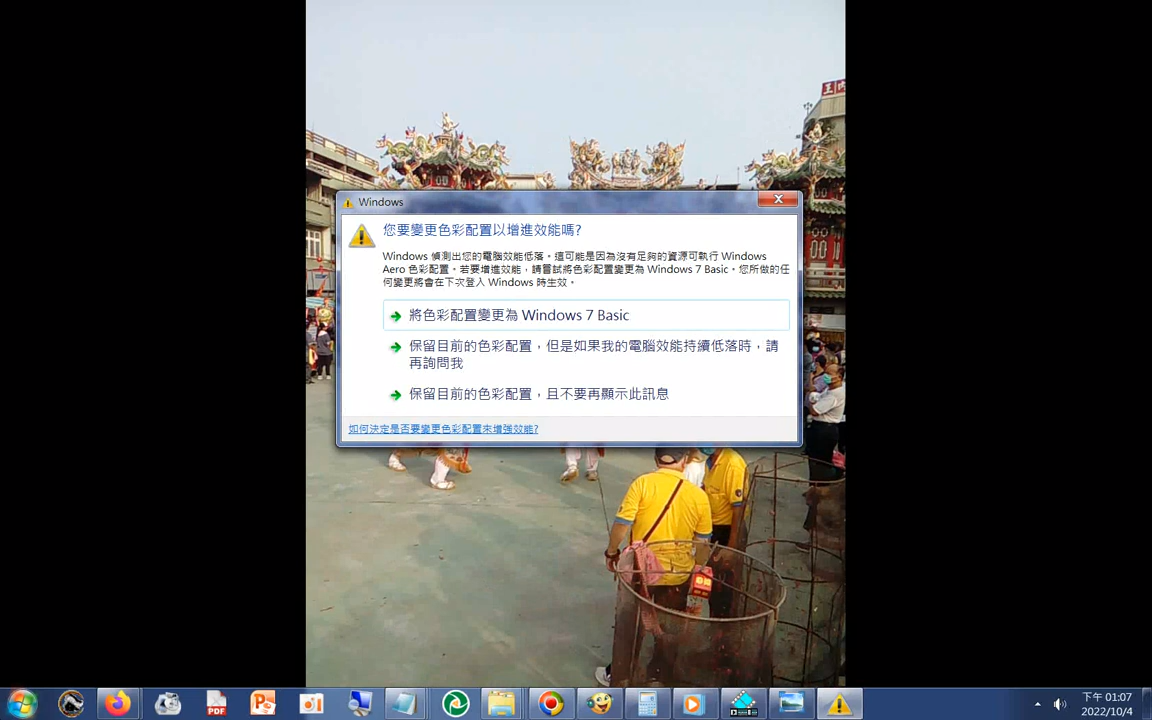 Windows
您要變更色彩配置以增進效能嗎?
Windows 偵測出您的電腦效能低落。這可能是因為沒有足夠的資源可執行 Windows
Aero 色彩配置。若要增進效能，請嘗試將色彩配置變更為 Windows 7 Basic。您所做的任
何變更將會在下次登入 Windows 時生效。
將色彩配置變更為 Windows 7 Basic
保留目前的色彩配置，但是如果我的電腦效能持續低落時，請
再詢問我
保留目前的色彩配置，且不要再顯示此訊息
如何決定是否要變更色彩配置來增強效能?
PDF
下午 01:07
2022/10/4